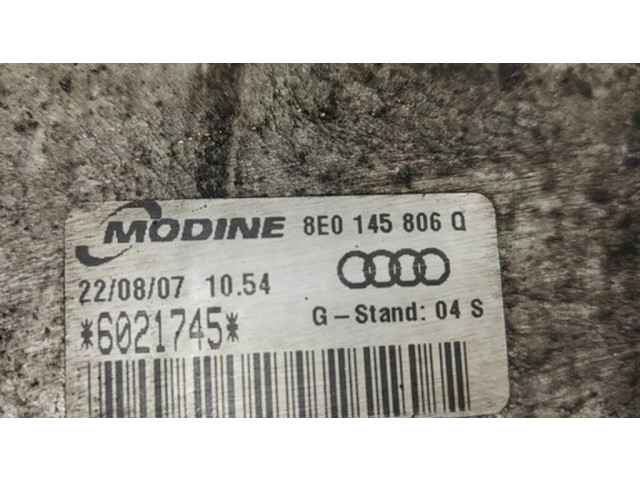 MODINE 8E0 145 806 Q
22/08/07 10.54
G-Stand: 04 S
*6021745*